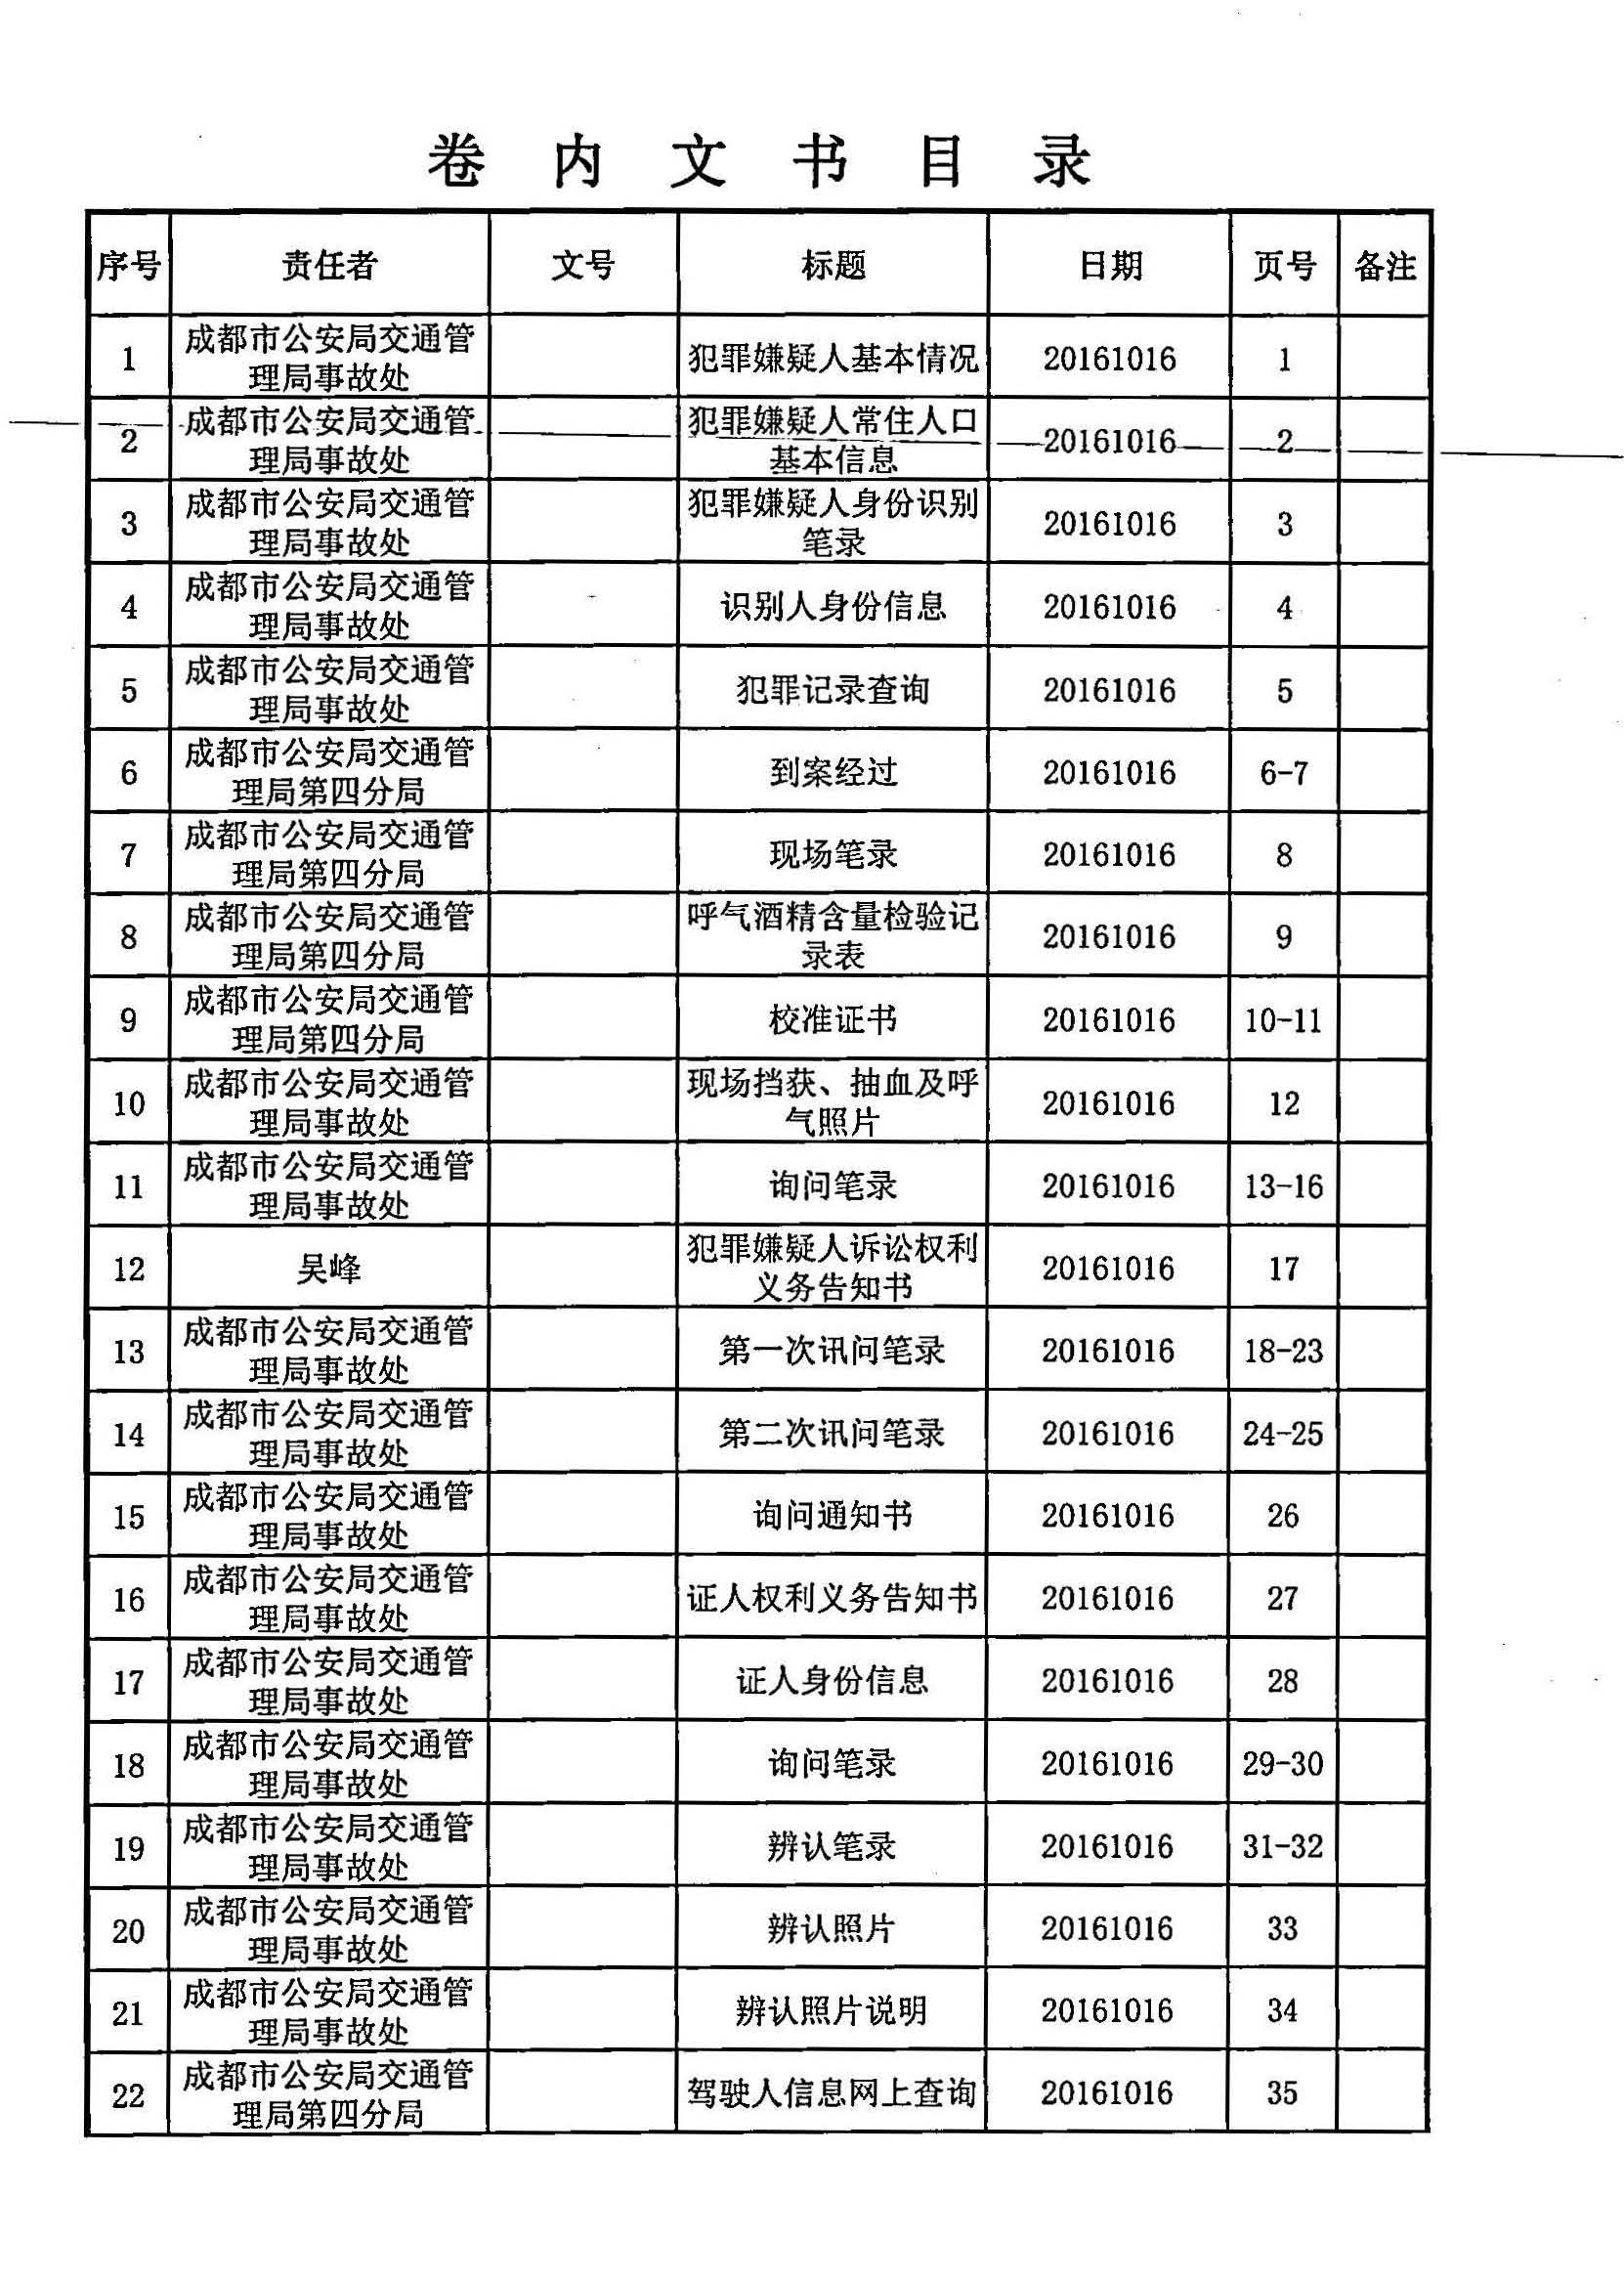 卷内文书目录
序号 责任者 文号 标题 日期 页号 备注
1 成都市公安局交通管理局事故处 犯罪嫌疑人基本情况 20161016 1
2 成都市公安局交通管理局事故处 犯罪嫌疑人常住人口基本信息 20161016 2
3 成都市公安局交通管理局事故处 犯罪嫌疑人身份识别笔录 20161016 3
4 成都市公安局交通管理局事故处 识别人身份信息 20161016 4
5 成都市公安局交通管理局事故处 犯罪记录查询 20161016 5
6 成都市公安局交通管理局第四分局 到案经过 20161016 6-7
7 成都市公安局交通管理局第四分局 现场笔录 20161016 8
8 成都市公安局交通管理局第四分局 呼气酒精含量检验记录表 20161016 9
9 成都市公安局交通管理局第四分局 校准证书 20161016 10-11
10 成都市公安局交通管理局事故处 现场挡获、抽血及呼气照片 20161016 12
11 成都市公安局交通管理局事故处 询问笔录 20161016 13-16
12 吴峰 犯罪嫌疑人诉讼权利义务告知书 20161016 17
13 成都市公安局交通管理局事故处 第一次讯问笔录 20161016 18-23
14 成都市公安局交通管理局事故处 第二次讯问笔录 20161016 24-25
15 成都市公安局交通管理局事故处 询问通知书 20161016 26
16 成都市公安局交通管理局事故处 证人权利义务告知书 20161016 27
17 成都市公安局交通管理局事故处 证人身份信息 20161016 28
18 成都市公安局交通管理局事故处 询问笔录 20161016 29-30
19 成都市公安局交通管理局事故处 辨认笔录 20161016 31-32
20 成都市公安局交通管理局事故处 辨认照片 20161016 33
21 成都市公安局交通管理局事故处 辨认照片说明 20161016 34
22 成都市公安局交通管理局第四分局 驾驶人信息网上查询 20161016 35